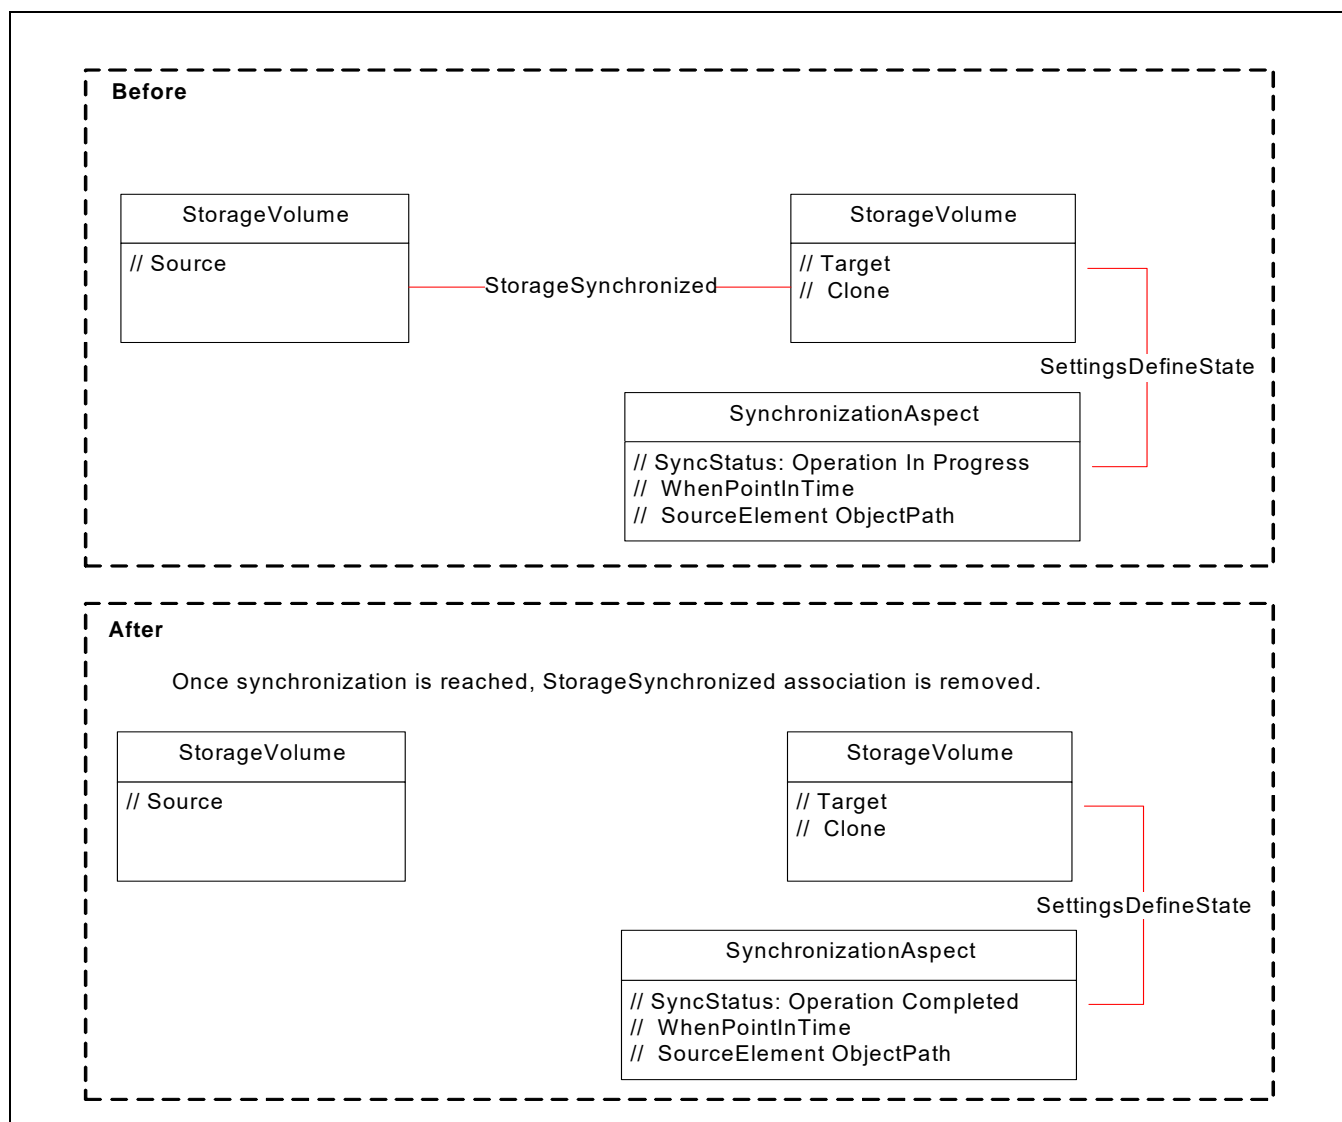 Before
StorageVolume
// Source
StorageSynchronized
StorageVolume
// Target
// Clone
SettingsDefineState
SynchronizationAspect
// SyncStatus: Operation In Progress
// WhenPointInTime
// SourceElement ObjectPath
After
Once synchronization is reached, StorageSynchronized association is removed.
StorageVolume
// Source
StorageVolume
// Target
// Clone
SettingsDefineState
SynchronizationAspect
// SyncStatus: Operation Completed
// WhenPointInTime
// SourceElement ObjectPath